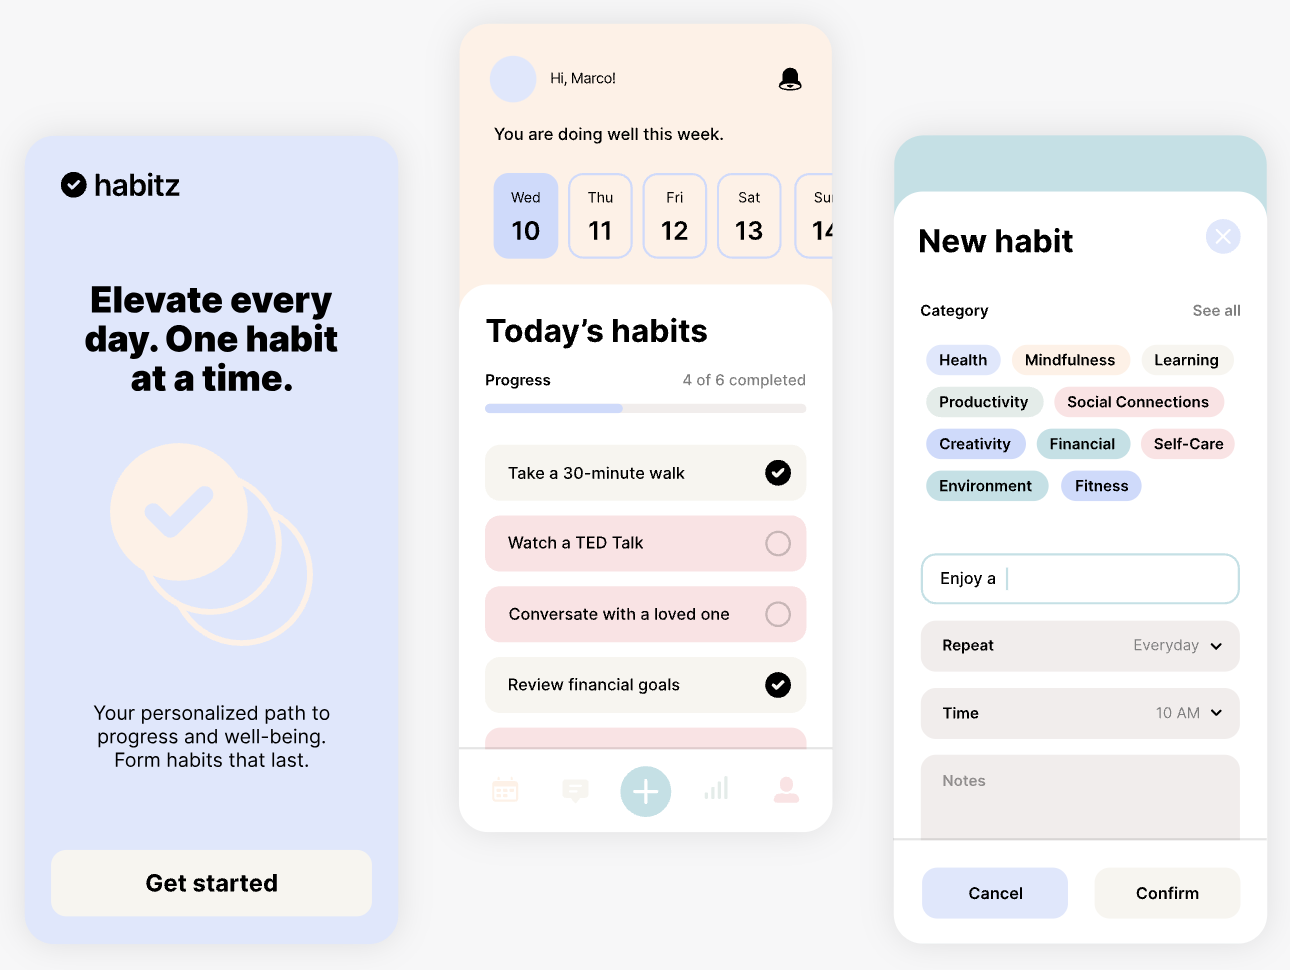 habitz
Elevate every
day. One habit
at a time.
Your personalized path to
progress and well-being.
Form habits that last.
Get started
Hi, Marco!
You are doing well this week.
Wed Thu Fri Sat Su
10 11 12 13 14
Today’s habits
Progress 4 of 6 completed
Take a 30-minute walk
Watch a TED Talk
Conversate with a loved one
Review financial goals
New habit
Category See all
Health Mindfulness Learning
Productivity Social Connections
Creativity Financial Self-Care
Environment Fitness
Enjoy a
Repeat Everyday
Time 10 AM
Notes
Cancel Confirm